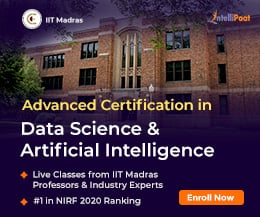 IIT Madras
intelliPaat
Advanced Certification in
Data Science &
Artificial Intelligence
Live Classes from IIT Madras
Professors & Industry Experts
#1 in NIRF 2020 Ranking
Enroll Now